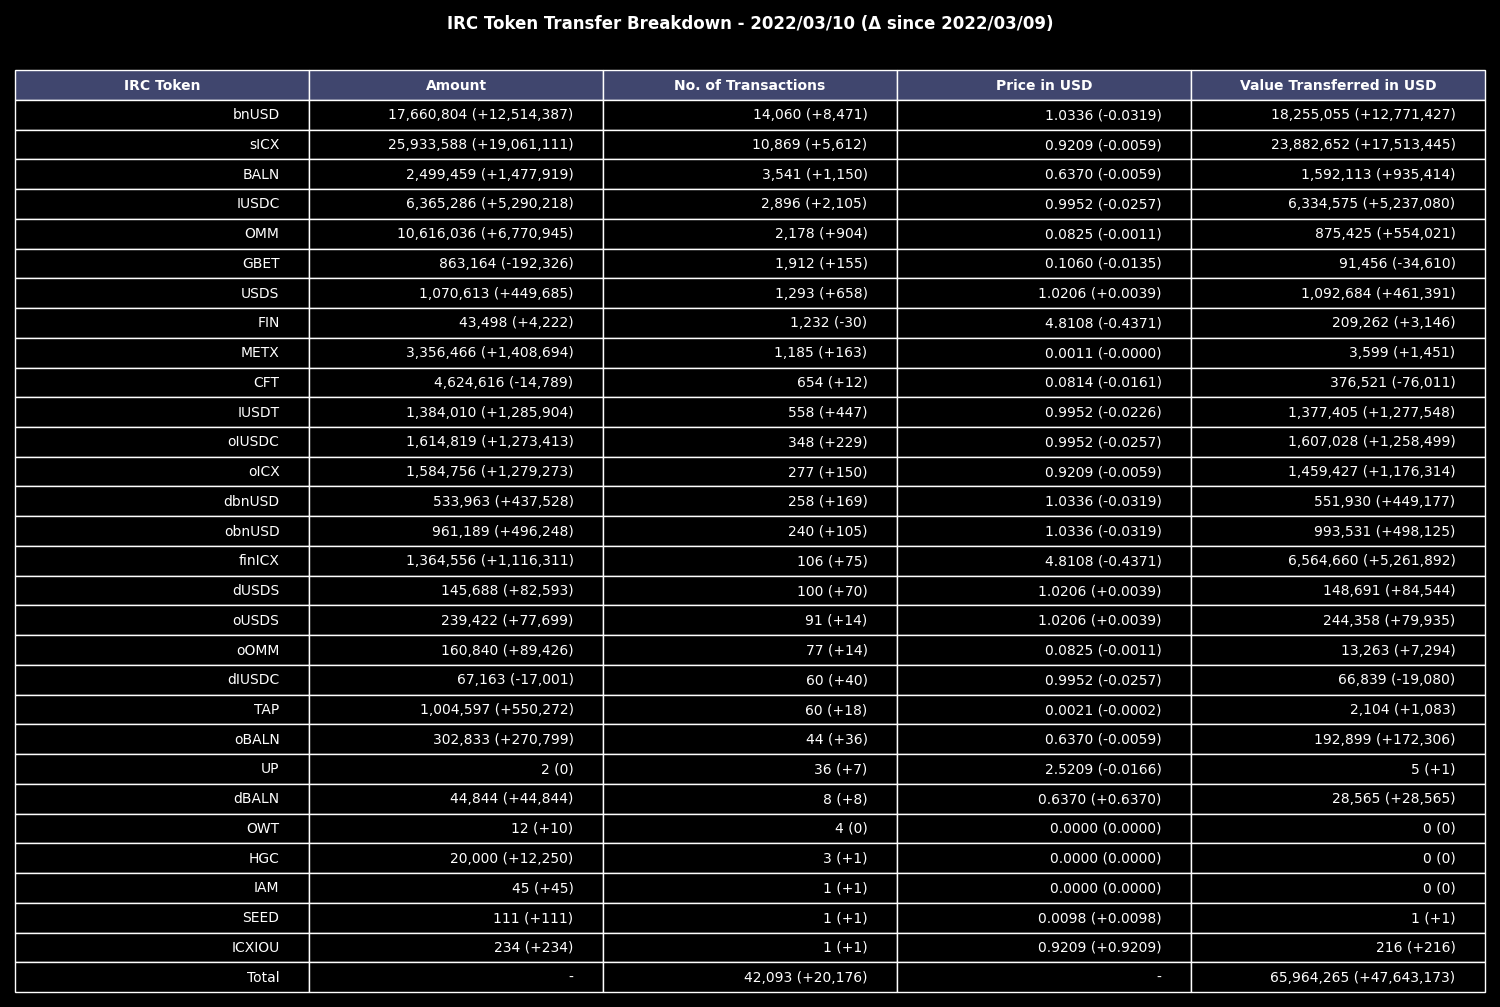 IRC Token Transfer Breakdown - 2022/03/10 (Δ since 2022/03/09)
IRC Token Amount No. of Transactions Price in USD Value Transferred in USD
bnUSD 17,660,804 (+12,514,387) 14,060 (+8,471) 1.0336 (-0.0319) 18,255,055 (+12,771,427)
sICX 25,933,588 (+19,061,111) 10,869 (+5,612) 0.9209 (-0.0059) 23,882,652 (+17,513,445)
BALN 2,499,459 (+1,477,919) 3,541 (+1,150) 0.6370 (-0.0059) 1,592,113 (+935,414)
IUSDC 6,365,286 (+5,290,218) 2,896 (+2,105) 0.9952 (-0.0257) 6,334,575 (+5,237,080)
OMM 10,616,036 (+6,770,945) 2,178 (+904) 0.0825 (-0.0011) 875,425 (+554,021)
GBET 863,164 (-192,326) 1,912 (+155) 0.1060 (-0.0135) 91,456 (-34,610)
USDS 1,070,613 (+449,685) 1,293 (+658) 1.0206 (+0.0039) 1,092,684 (+461,391)
FIN 43,498 (+4,222) 1,232 (-30) 4.8108 (-0.4371) 209,262 (+3,146)
METX 3,356,466 (+1,408,694) 1,185 (+163) 0.0011 (-0.0000) 3,599 (+1,451)
CFT 4,624,616 (-14,789) 654 (+12) 0.0814 (-0.0161) 376,521 (-76,011)
IUSDT 1,384,010 (+1,285,904) 558 (+447) 0.9952 (-0.0226) 1,377,405 (+1,277,548)
oIUSDC 1,614,819 (+1,273,413) 348 (+229) 0.9952 (-0.0257) 1,607,028 (+1,258,499)
oICX 1,584,756 (+1,279,273) 277 (+150) 0.9209 (-0.0059) 1,459,427 (+1,176,314)
dbnUSD 533,963 (+437,528) 258 (+169) 1.0336 (-0.0319) 551,930 (+449,177)
obnUSD 961,189 (+496,248) 240 (+105) 1.0336 (-0.0319) 993,531 (+498,125)
finICX 1,364,556 (+1,116,311) 106 (+75) 4.8108 (-0.4371) 6,564,660 (+5,261,892)
dUSDS 145,688 (+82,593) 100 (+70) 1.0206 (+0.0039) 148,691 (+84,544)
oUSDS 239,422 (+77,699) 91 (+14) 1.0206 (+0.0039) 244,358 (+79,935)
oOMM 160,840 (+89,426) 77 (+14) 0.0825 (-0.0011) 13,263 (+7,294)
dIUSDC 67,163 (-17,001) 60 (+40) 0.9952 (-0.0257) 66,839 (-19,080)
TAP 1,004,597 (+550,272) 60 (+18) 0.0021 (-0.0002) 2,104 (+1,083)
oBALN 302,833 (+270,799) 44 (+36) 0.6370 (-0.0059) 192,899 (+172,306)
UP 2 (0) 36 (+7) 2.5209 (-0.0166) 5 (+1)
dBALN 44,844 (+44,844) 8 (+8) 0.6370 (+0.6370) 28,565 (+28,565)
OWT 12 (+10) 4 (0) 0.0000 (0.0000) 0 (0)
HGC 20,000 (+12,250) 3 (+1) 0.0000 (0.0000) 0 (0)
IAM 45 (+45) 1 (+1) 0.0000 (0.0000) 0 (0)
SEED 111 (+111) 1 (+1) 0.0098 (+0.0098) 1 (+1)
ICXIOU 234 (+234) 1 (+1) 0.9209 (+0.9209) 216 (+216)
Total - 42,093 (+20,176) - 65,964,265 (+47,643,173)